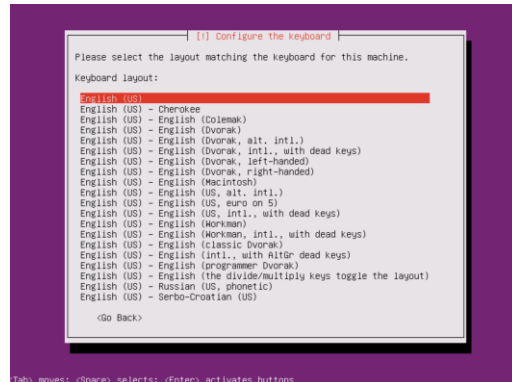 [!] Configure the keyboard
Please select the layout matching the keyboard for this machine.
Keyboard layout:
English (US)
English (US) - Cherokee
English (US) - English (Colemak)
English (US) - English (Dvorak)
English (US) - English (Dvorak, alt. intl.)
English (US) - English (Dvorak, intl., with dead keys)
English (US) - English (Dvorak, left-handed)
English (US) - English (Dvorak, right-handed)
English (US) - English (Macintosh)
English (US) - English (US, alt. intl.)
English (US) - English (US, euro on 5)
English (US) - English (US, intl., with dead keys)
English (US) - English (Workman)
English (US) - English (Workman, intl., with dead keys)
English (US) - English (classic Dvorak)
English (US) - English (intl., with AltGr dead keys)
English (US) - English (programmer Dvorak)
English (US) - English (the divide/multiply keys toggle the layout)
English (US) - Russian (US, phonetic)
English (US) - Serbo-Croatian (US)
<Go Back>
<Tab> moves; <Space> selects; <Enter> activates buttons